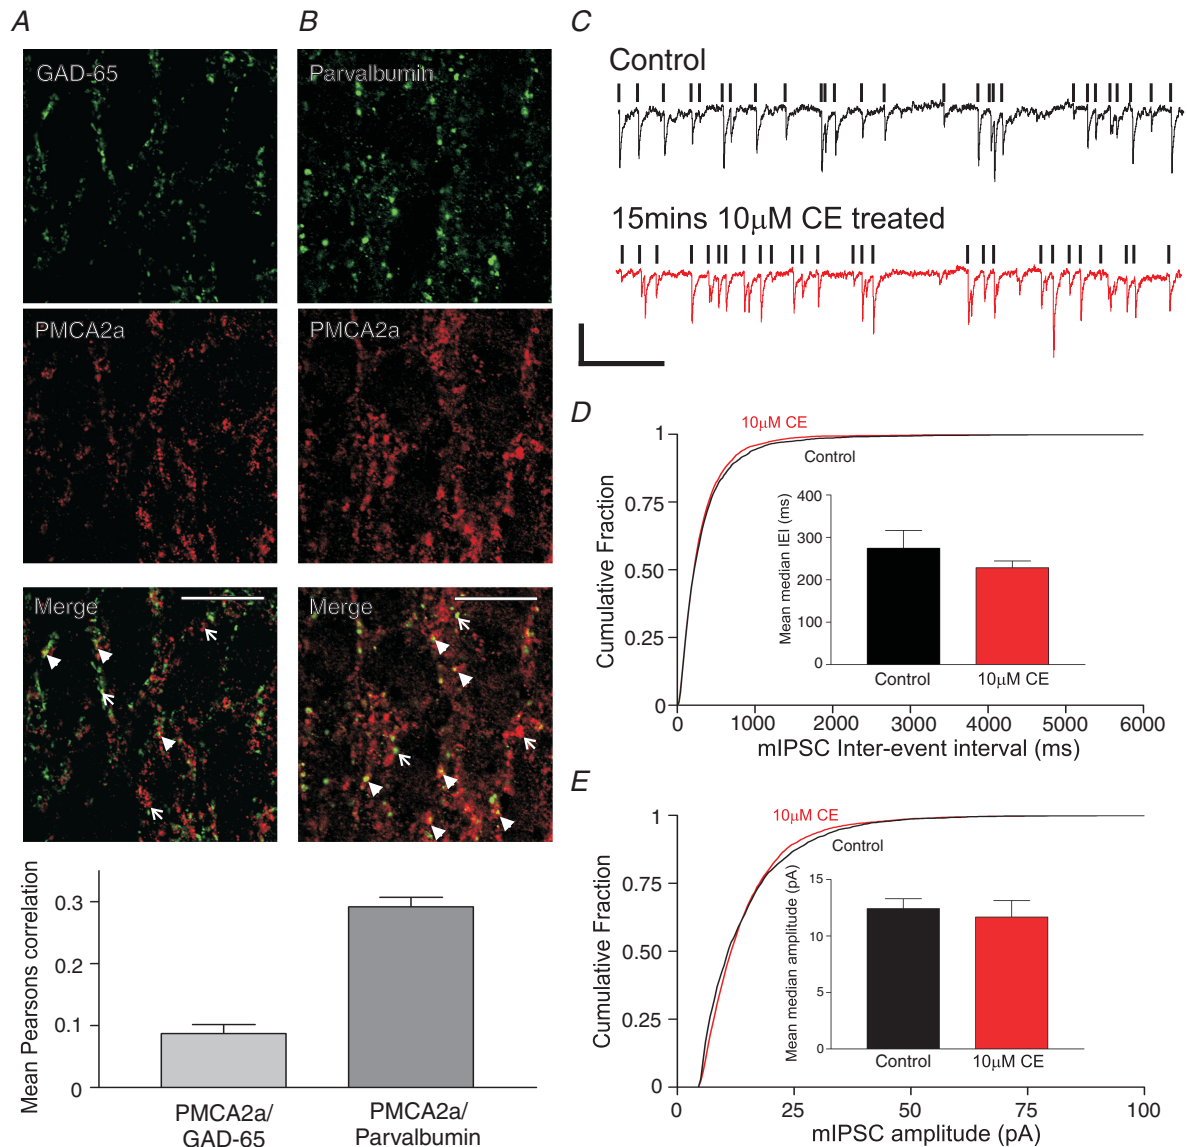 A
B
C
GAD-65
Parvalbumin
PMCA2a
PMCA2a
Merge
Merge
Mean Pearsons correlation
0.3
0.2
0.1
0
PMCA2a/
GAD-65
PMCA2a/
Parvalbumin
Control
15mins 10µM CE treated
D
10µM CE
Control
Cumulative Fraction
1
0.75
0.50
0.25
0
0
1000
2000
3000
4000
5000
6000
mIPSC Inter-event interval (ms)
Mean median IEI (ms)
400
300
200
100
0
Control
10µM CE
E
10µM CE
Control
Cumulative Fraction
1
0.75
0.50
0.25
0
0
25
50
75
100
mIPSC amplitude (pA)
Mean median amplitude (pA)
15
10
5
0
Control
10µM CE